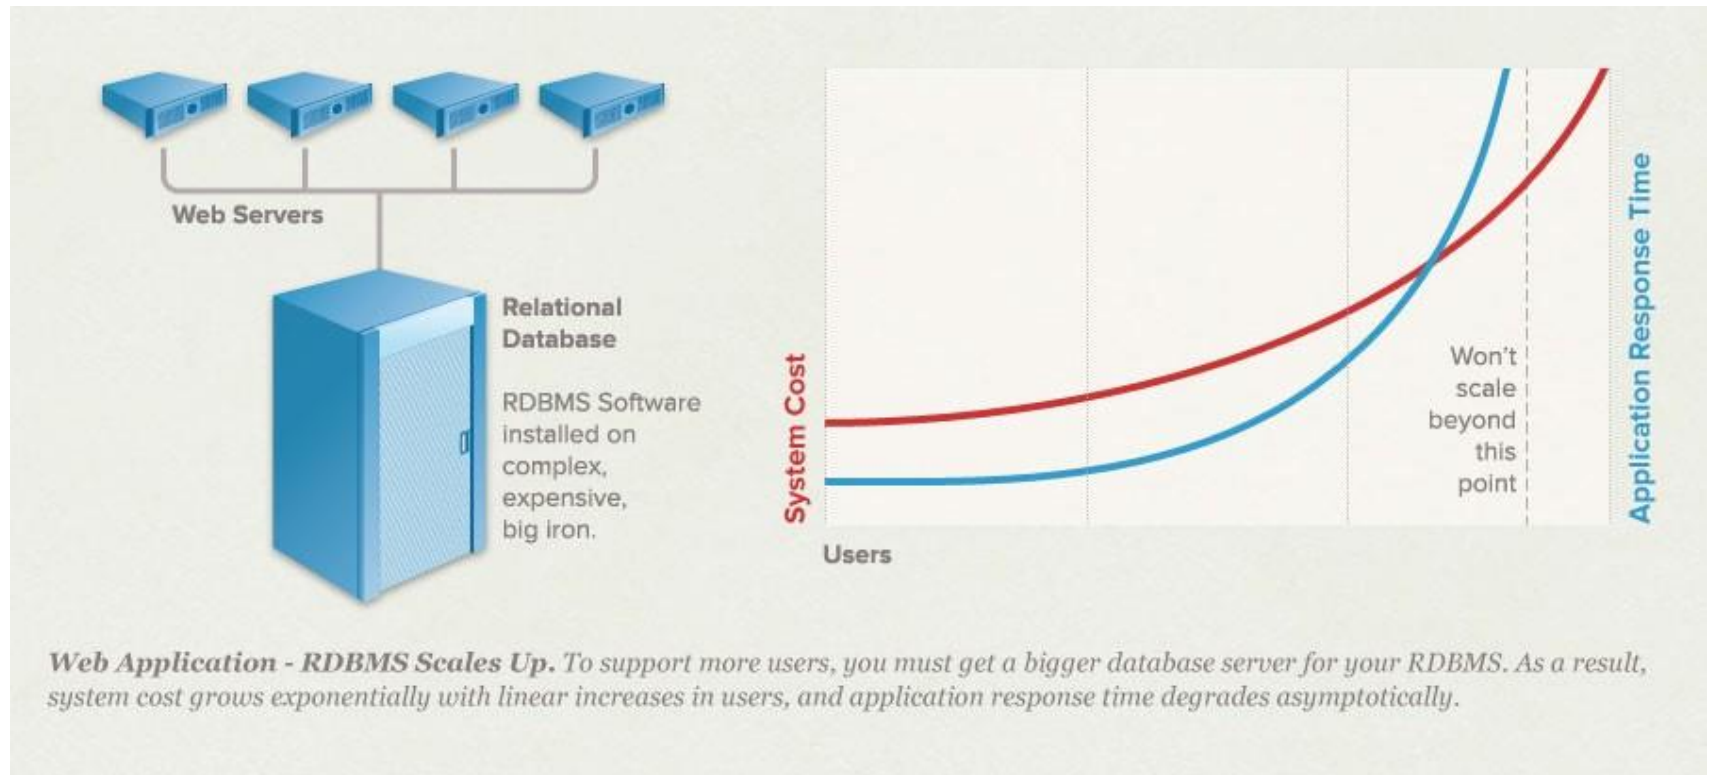 Web Servers
Relational
Database
RDBMS Software
installed on
complex,
expensive,
big iron.
System Cost
Application Response Time
Won't
scale
beyond
this
point
Users
Web Application - RDBMS Scales Up. To support more users, you must get a bigger database server for your RDBMS. As a result,
system cost grows exponentially with linear increases in users, and application response time degrades asymptotically.